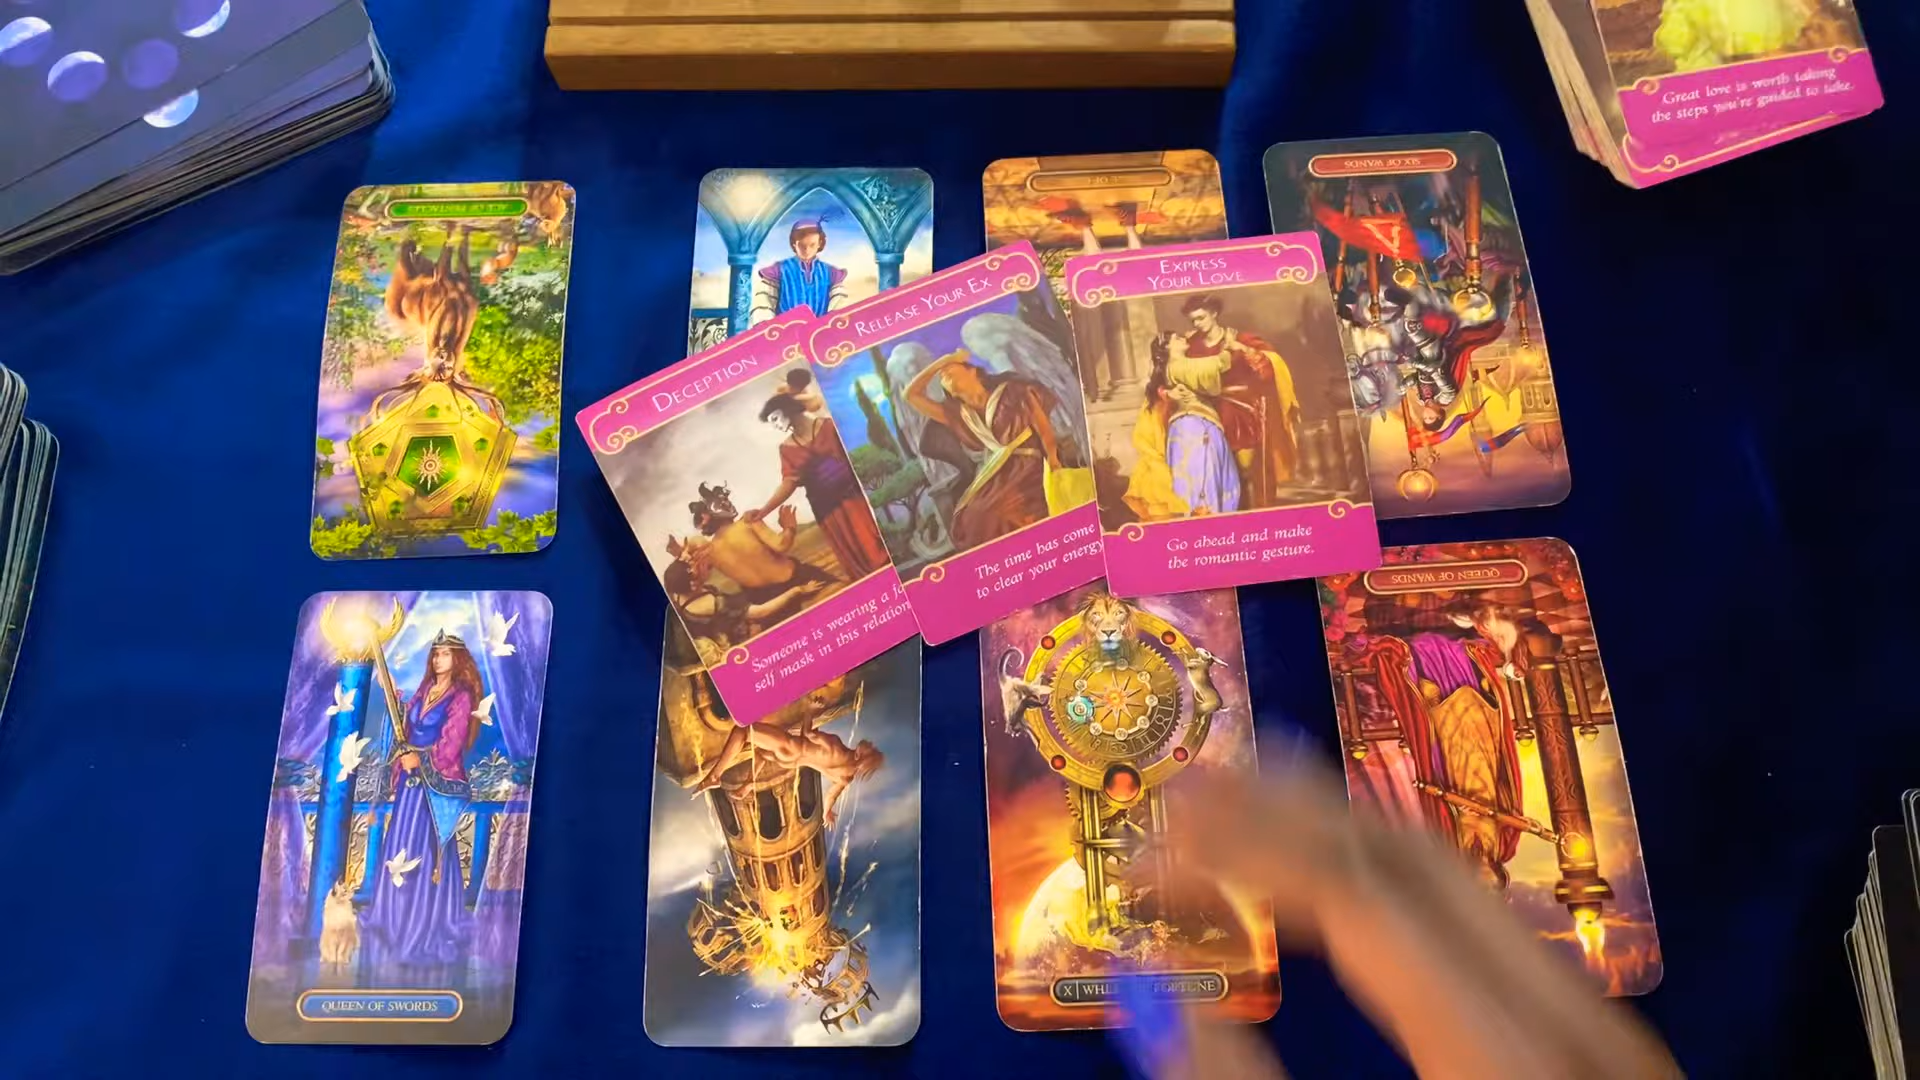 Great love is worth taking
the steps you're guided to take.
SIX OF WANDS
EXPRESS
YOUR LOVE
RELEASE YOUR EX
DECEPTION
Go ahead and make
the romantic gesture.
The time has come
to clear your energy
Someone is wearing a
self mask in this
QUEEN OF WANDS
QUEEN OF SWORDS
X